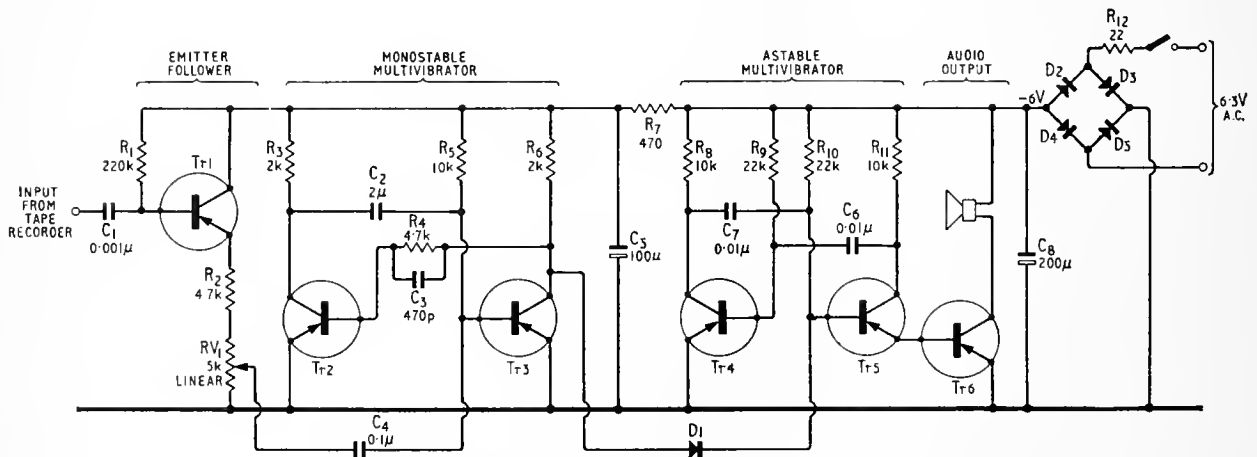 EMITTER
FOLLOWER
MONOSTABLE
MULTIVIBRATOR
ASTABLE
MULTIVIBRATOR
AUDIO
OUTPUT
R12
22
D2
D3
-6V
D4
D3
6·3V
A.C.
R1
220k
Tr1
INPUT
FROM
TAPE
RECORDER
C1
0.001μ
R2
4.7k
RV1
5k
LINEAR
R3
2k
C2
2μ
R5
10k
R6
2k
R4
4.7k
C3
470p
Tr2
Tr3
C4
0.1μ
R7
470
C5
100μ
R8
10k
R9
22k
R10
22k
R11
10k
C7
0.01μ
C6
0.01μ
Tr4
Tr5
Tr6
C8
200μ
D1